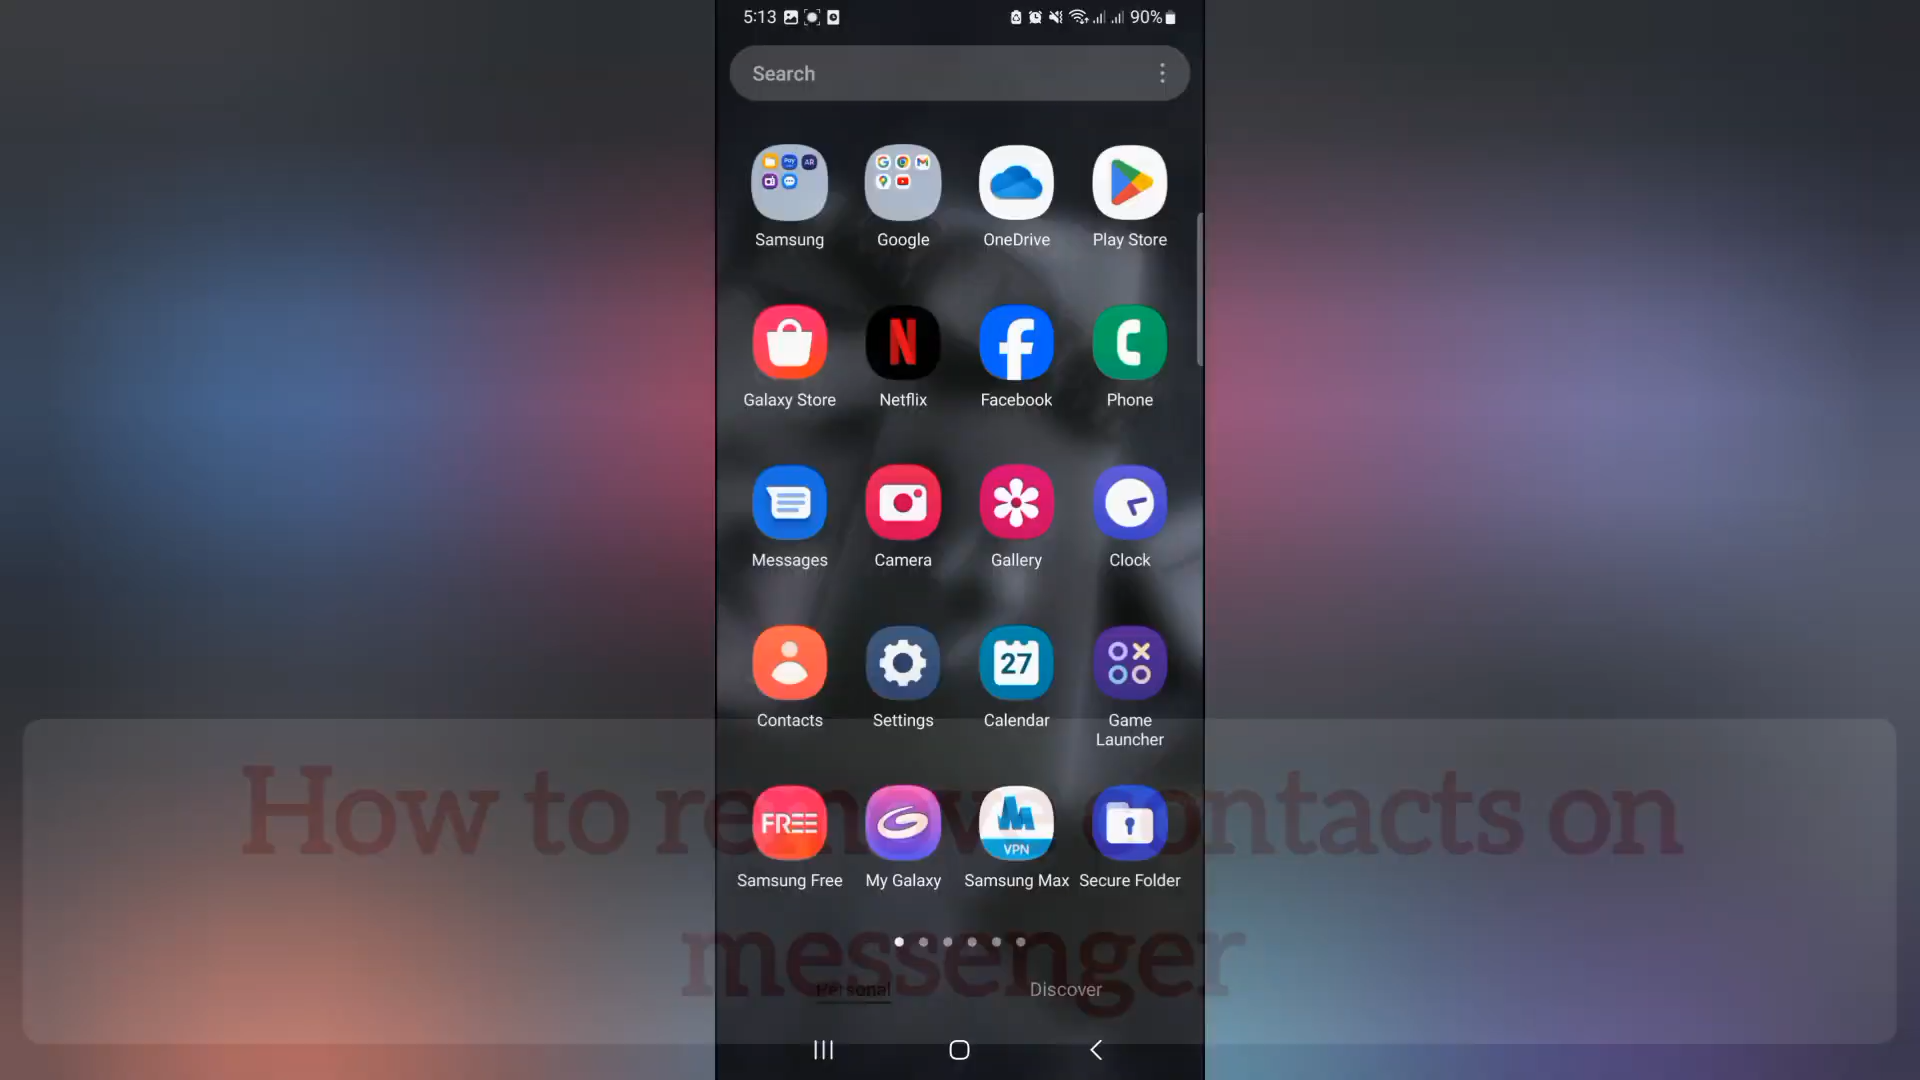 5:13
90%
Search
Samsung
Google
OneDrive
Play Store
Galaxy Store
Netflix
Facebook
Phone
Messages
Camera
Gallery
Clock
Contacts
Settings
27
Calendar
Game
Launcher
FREE
VPN
Samsung Free
My Galaxy
Samsung Max
Secure Folder
How to remove contacts on
messenger
Personal
Discover